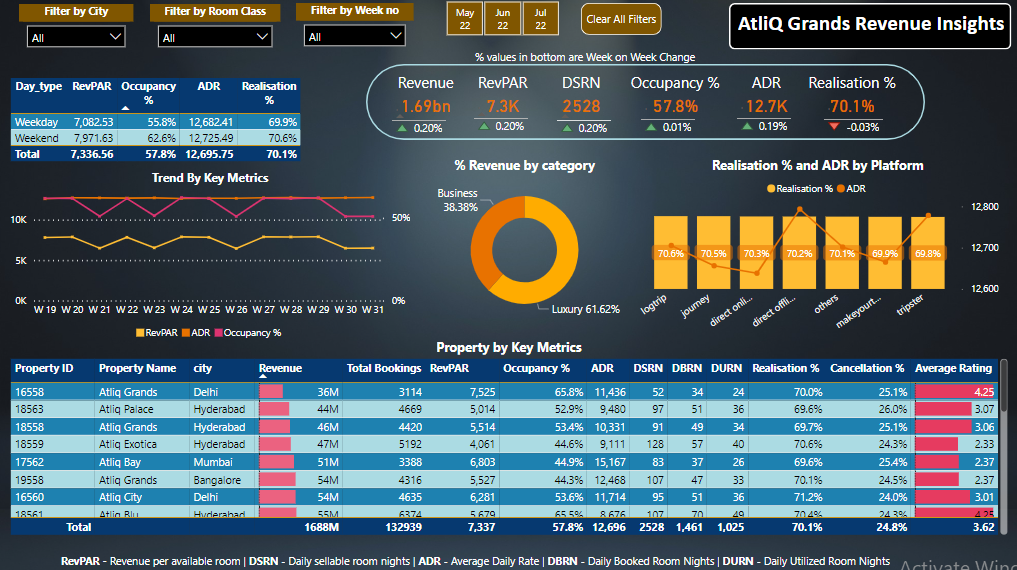 Filter by City
All
Filter by Room Class
All
Filter by Week no
All
May 22
Jun 22
Jul 22
Clear All Filters
AtliQ Grands Revenue Insights
% values in bottom are Week on Week Change
Revenue RevPAR DSRN Occupancy % ADR Realisation %
1.69bn 7.3K 2528 57.8% 12.7K 70.1%
0.20% 0.20% 0.20% 0.01% 0.19% -0.03%
Day_type RevPAR Occupancy % ADR Realisation %
Weekday 7,082.53 55.8% 12,682.41 69.9%
Weekend 7,971.63 62.6% 12,725.49 70.6%
Total 7,336.56 57.8% 12,695.75 70.1%
Trend By Key Metrics
10K
5K
0K
50%
0%
W 19 W 20 W 21 W 22 W 23 W 24 W 25 W 26 W 27 W 28 W 29 W 30 W 31
RevPAR ADR Occupancy %
% Revenue by category
Business
38.38%
Luxury 61.62%
Realisation % and ADR by Platform
Realisation % ADR
12,800
12,700
12,600
70.6% 70.5% 70.3% 70.2% 70.1% 69.9% 69.8%
logtrip journey direct onli... direct offli... others makeyourt... tripster
Property by Key Metrics
Property ID Property Name city Revenue Total Bookings RevPAR Occupancy % ADR DSRN DBRN DURN Realisation % Cancellation % Average Rating
16558 Atliq Grands Delhi 36M 3114 7,525 65.8% 11,436 52 34 24 70.0% 25.1% 4.25
18563 Atliq Palace Hyderabad 44M 4669 5,014 52.9% 9,480 97 51 36 69.6% 26.0% 3.07
18558 Atliq Grands Hyderabad 46M 4420 5,514 53.4% 10,331 91 49 34 69.7% 25.1% 3.06
18559 Atliq Exotica Hyderabad 47M 5192 4,061 44.6% 9,111 128 57 40 70.6% 24.3% 2.33
17562 Atliq Bay Mumbai 51M 3388 6,803 44.9% 15,167 83 37 26 69.6% 25.4% 2.37
19558 Atliq Grands Bangalore 54M 4316 5,527 44.3% 12,468 107 47 33 70.1% 24.5% 2.37
16560 Atliq City Delhi 54M 4635 6,281 53.6% 11,714 95 51 36 71.2% 24.0% 3.01
18561 Atliq Blu Hyderabad 55M 6374 5,679 65.5% 8,676 107 70 49 70.4% 24.3% 4.25
Total 1688M 132939 7,337 57.8% 12,696 2528 1,461 1,025 70.1% 24.8% 3.62
RevPAR - Revenue per available room | DSRN - Daily sellable room nights | ADR - Average Daily Rate | DBRN - Daily Booked Room Nights | DURN - Daily Utilized Room Nights
Activate Win